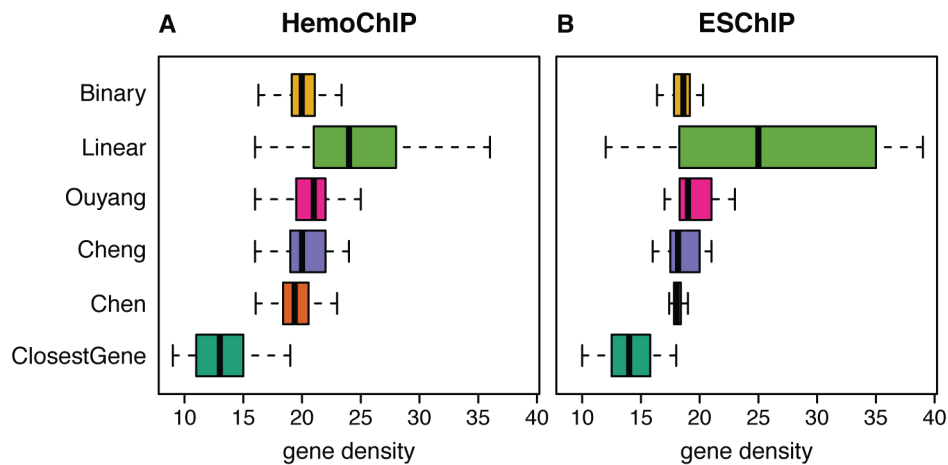 A HemoChIP
B ESChIP
Binary
Linear
Ouyang
Cheng
Chen
ClosestGene
10 15 20 25 30 35 40
10 15 20 25 30 35 40
gene density
gene density